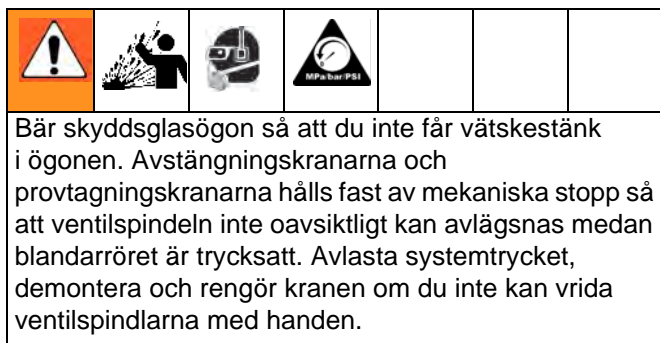 MPa/bar/PSI
Bär skyddsglasögon så att du inte får vätskestänk
i ögonen. Avstängningskranarna och
provtagningskranarna hålls fast av mekaniska stopp så
att ventilspindeln inte oavsiktligt kan avlägsnas medan
blandarröret är trycksatt. Avlasta systemtrycket,
demontera och rengör kranen om du inte kan vrida
ventilspindlarna med handen.